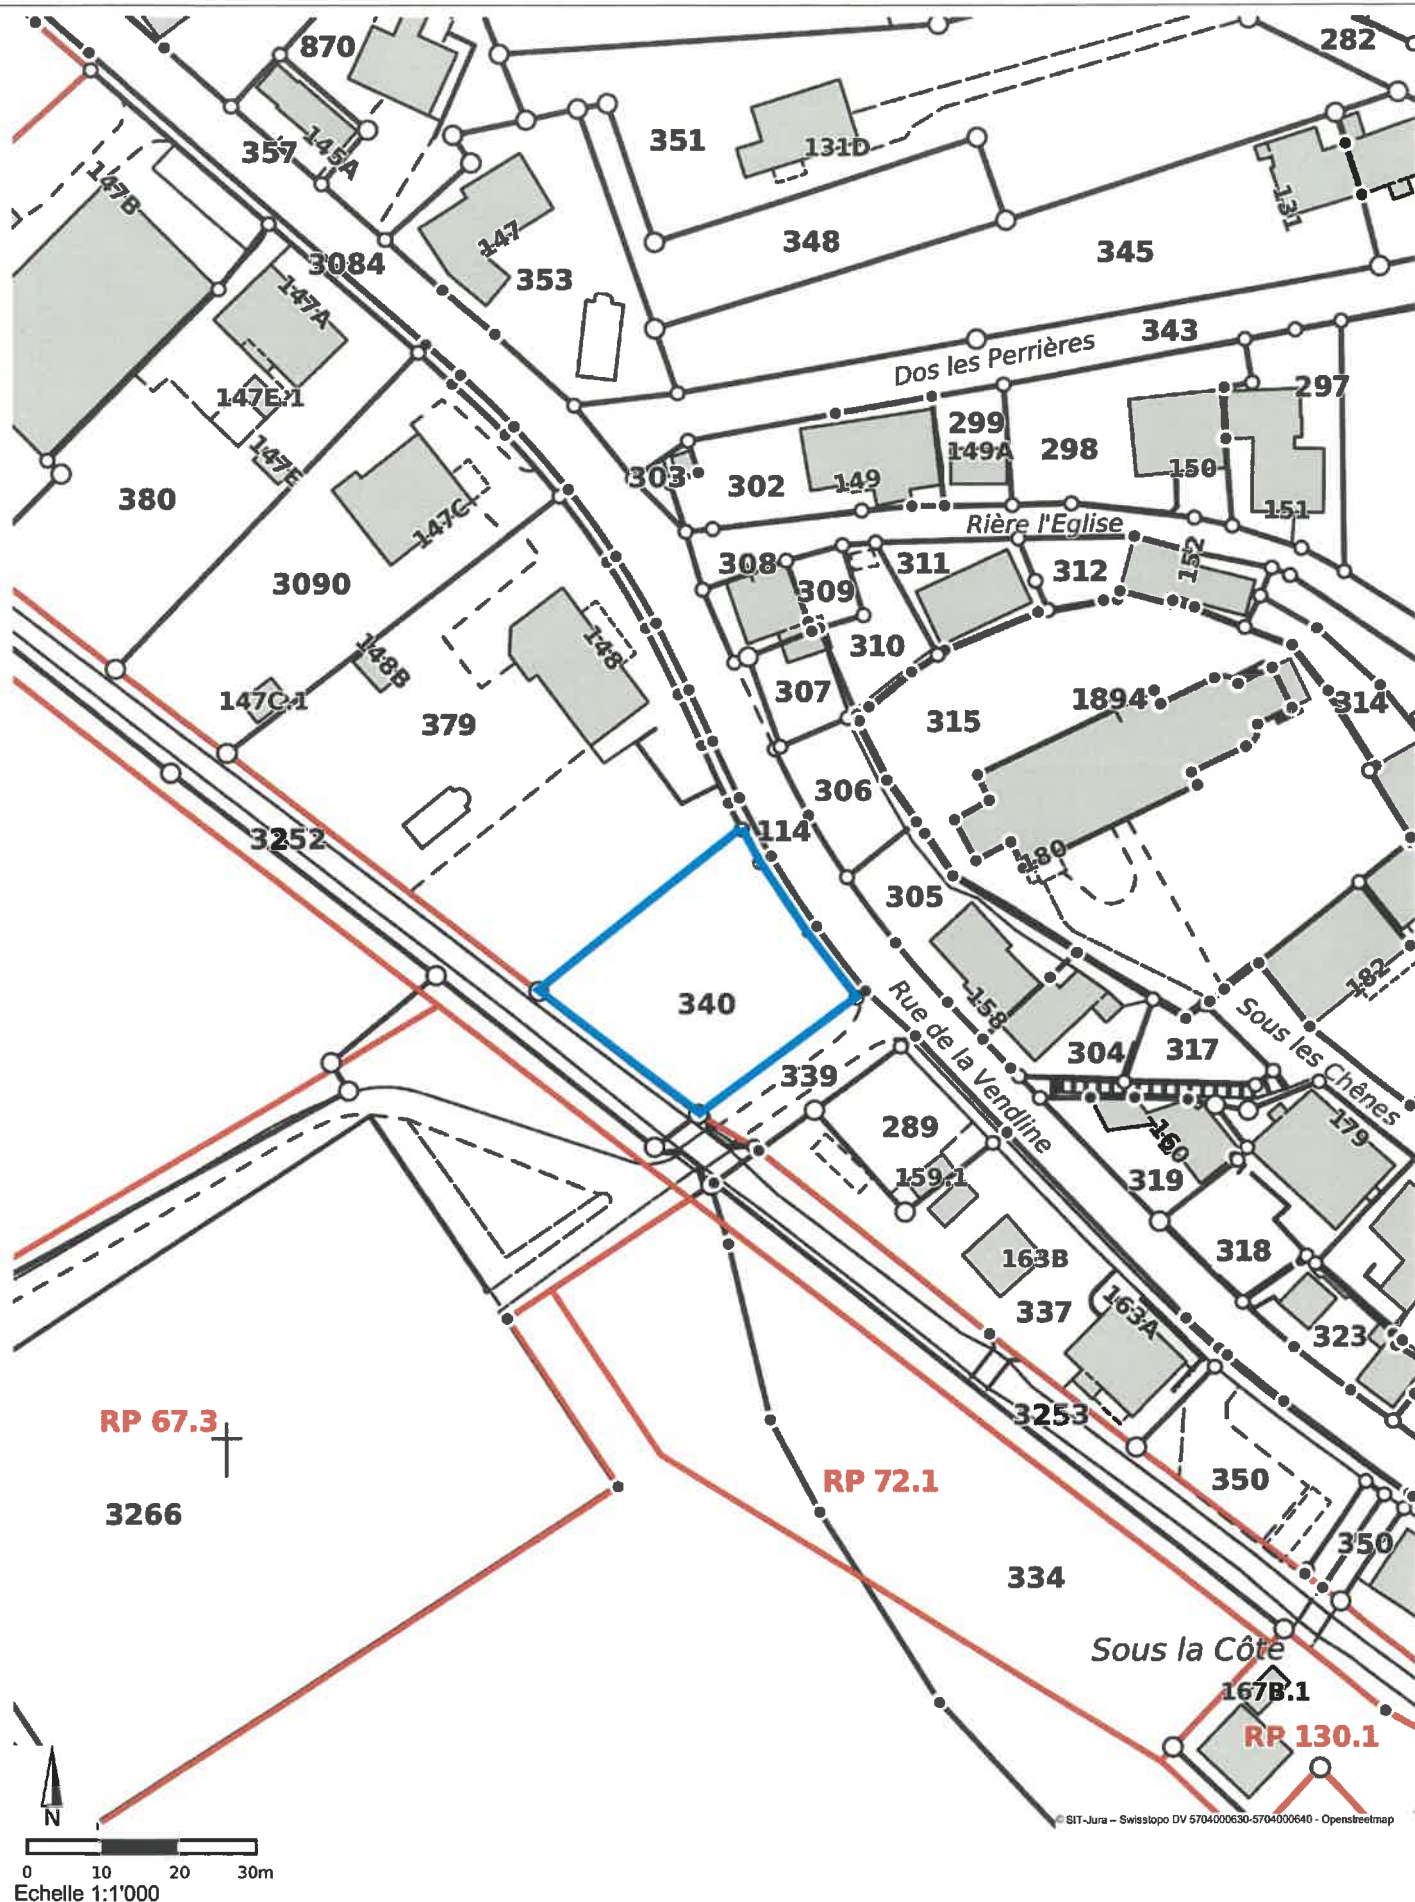 870
282
351
131D
145A
357
147B
131
147
348
345
3084
353
147A
343
Dos les Perrières
297
147E.1
299
149A
298
147E
150
303
302
149
380
151
147C
Rière l'Eglise
152
308
311
312
309
3090
310
148
148B
307
147C.1
1894
314
315
379
306
114
3252
180
305
182
340
158
Rue de la Vendline
Sous les Chênes
304
317
339
289
179
160
159.1
319
318
163B
337
163A
323
3253
RP 67.3
RP 72.1
350
3266
350
334
Sous la Côte
167B.1
RP 130.1
N
© SIT-Jura – Swisstopo DV 5704000630-5704000640 - Openstreetmap
0 10 20 30m
Echelle 1:1'000